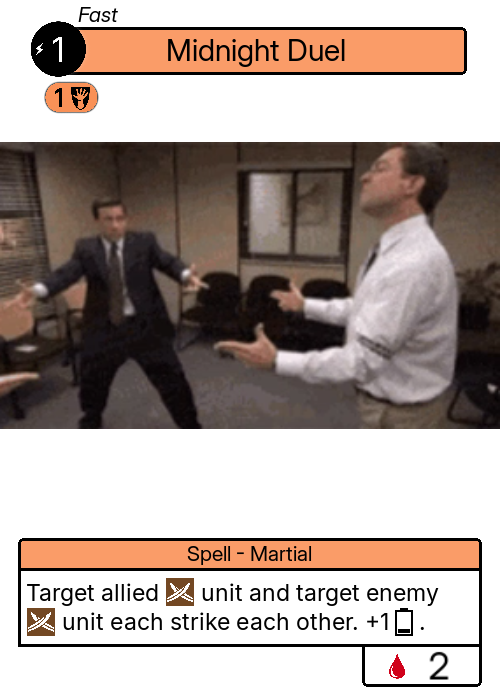 Fast
1
Midnight Duel
1
Spell - Martial
Target allied unit and target enemy
unit each strike each other. +1 .
2